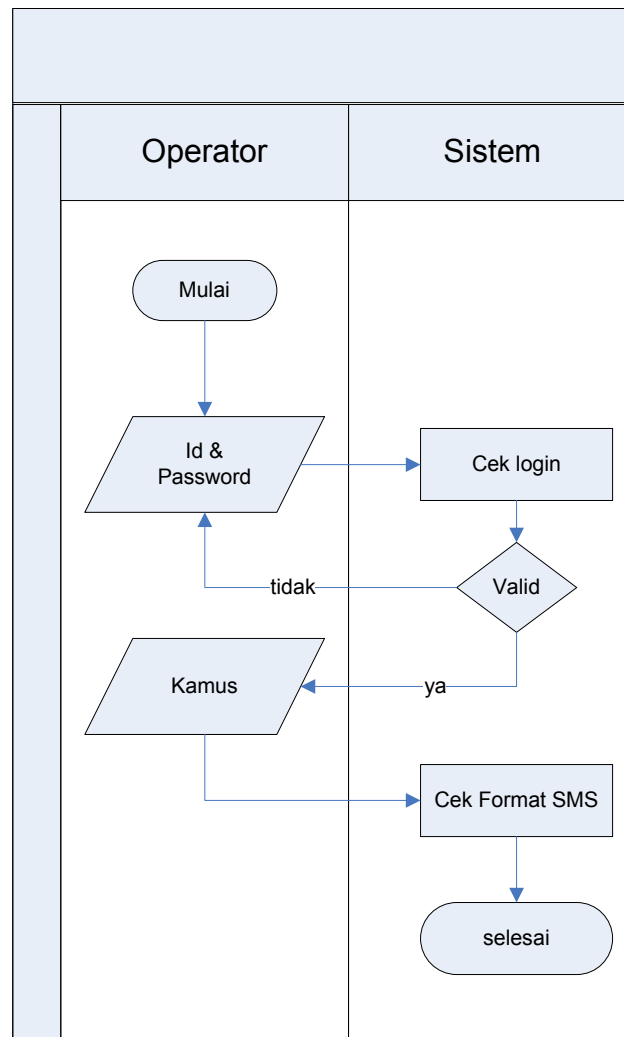 Operator
Sistem
Mulai
Id &
Password
Cek login
tidak
Valid
Kamus
ya
Cek Format SMS
selesai